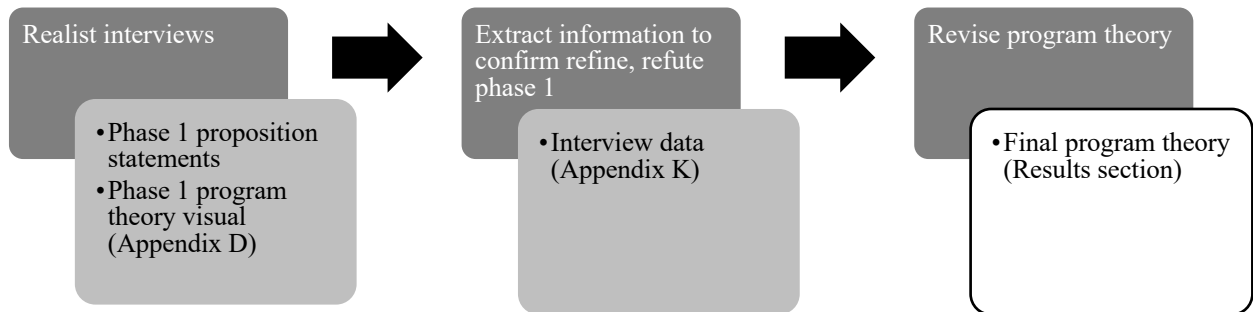 Realist interviews
•Phase 1 proposition
statements
•Phase 1 program
theory visual
(Appendix D)
Extract information to
confirm refine, refute
phase 1
•Interview data
(Appendix K)
Revise program theory
•Final program theory
(Results section)